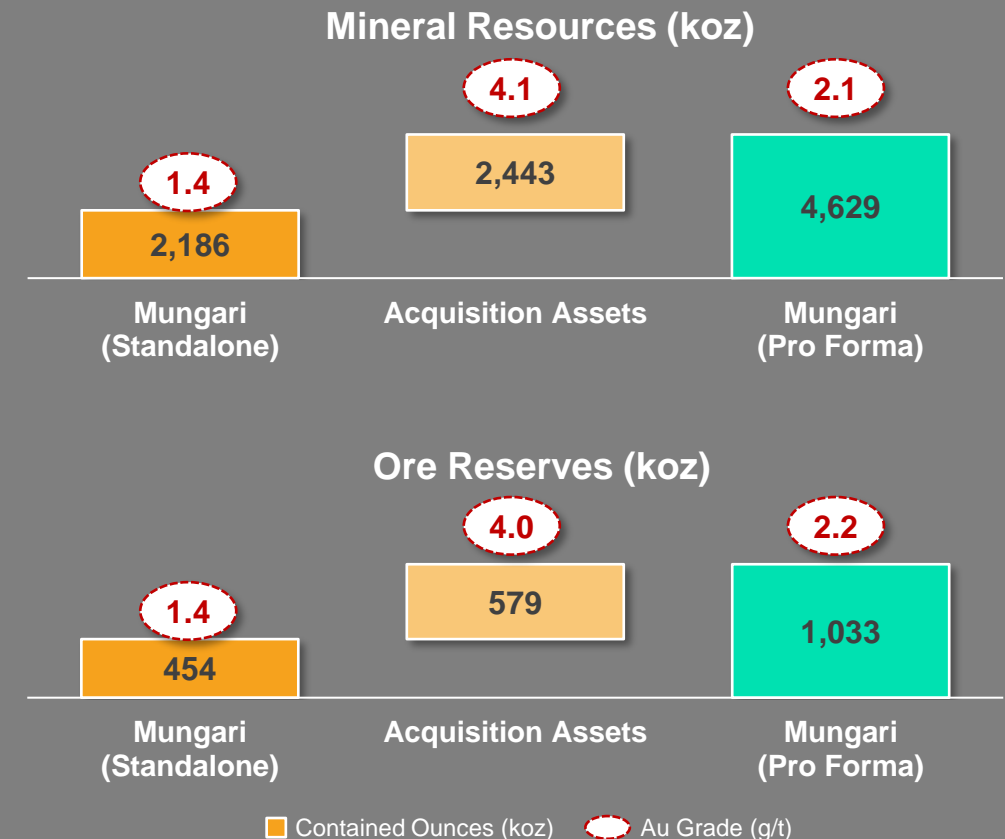 Mineral Resources (koz)
4.1
2.1
1.4
2,443
4,629
2,186
Mungari
(Standalone)
Acquisition Assets
Mungari
(Pro Forma)
Ore Reserves (koz)
4.0
2.2
1.4
579
1,033
454
Mungari
(Standalone)
Acquisition Assets
Mungari
(Pro Forma)
Contained Ounces (koz)
Au Grade (g/t)